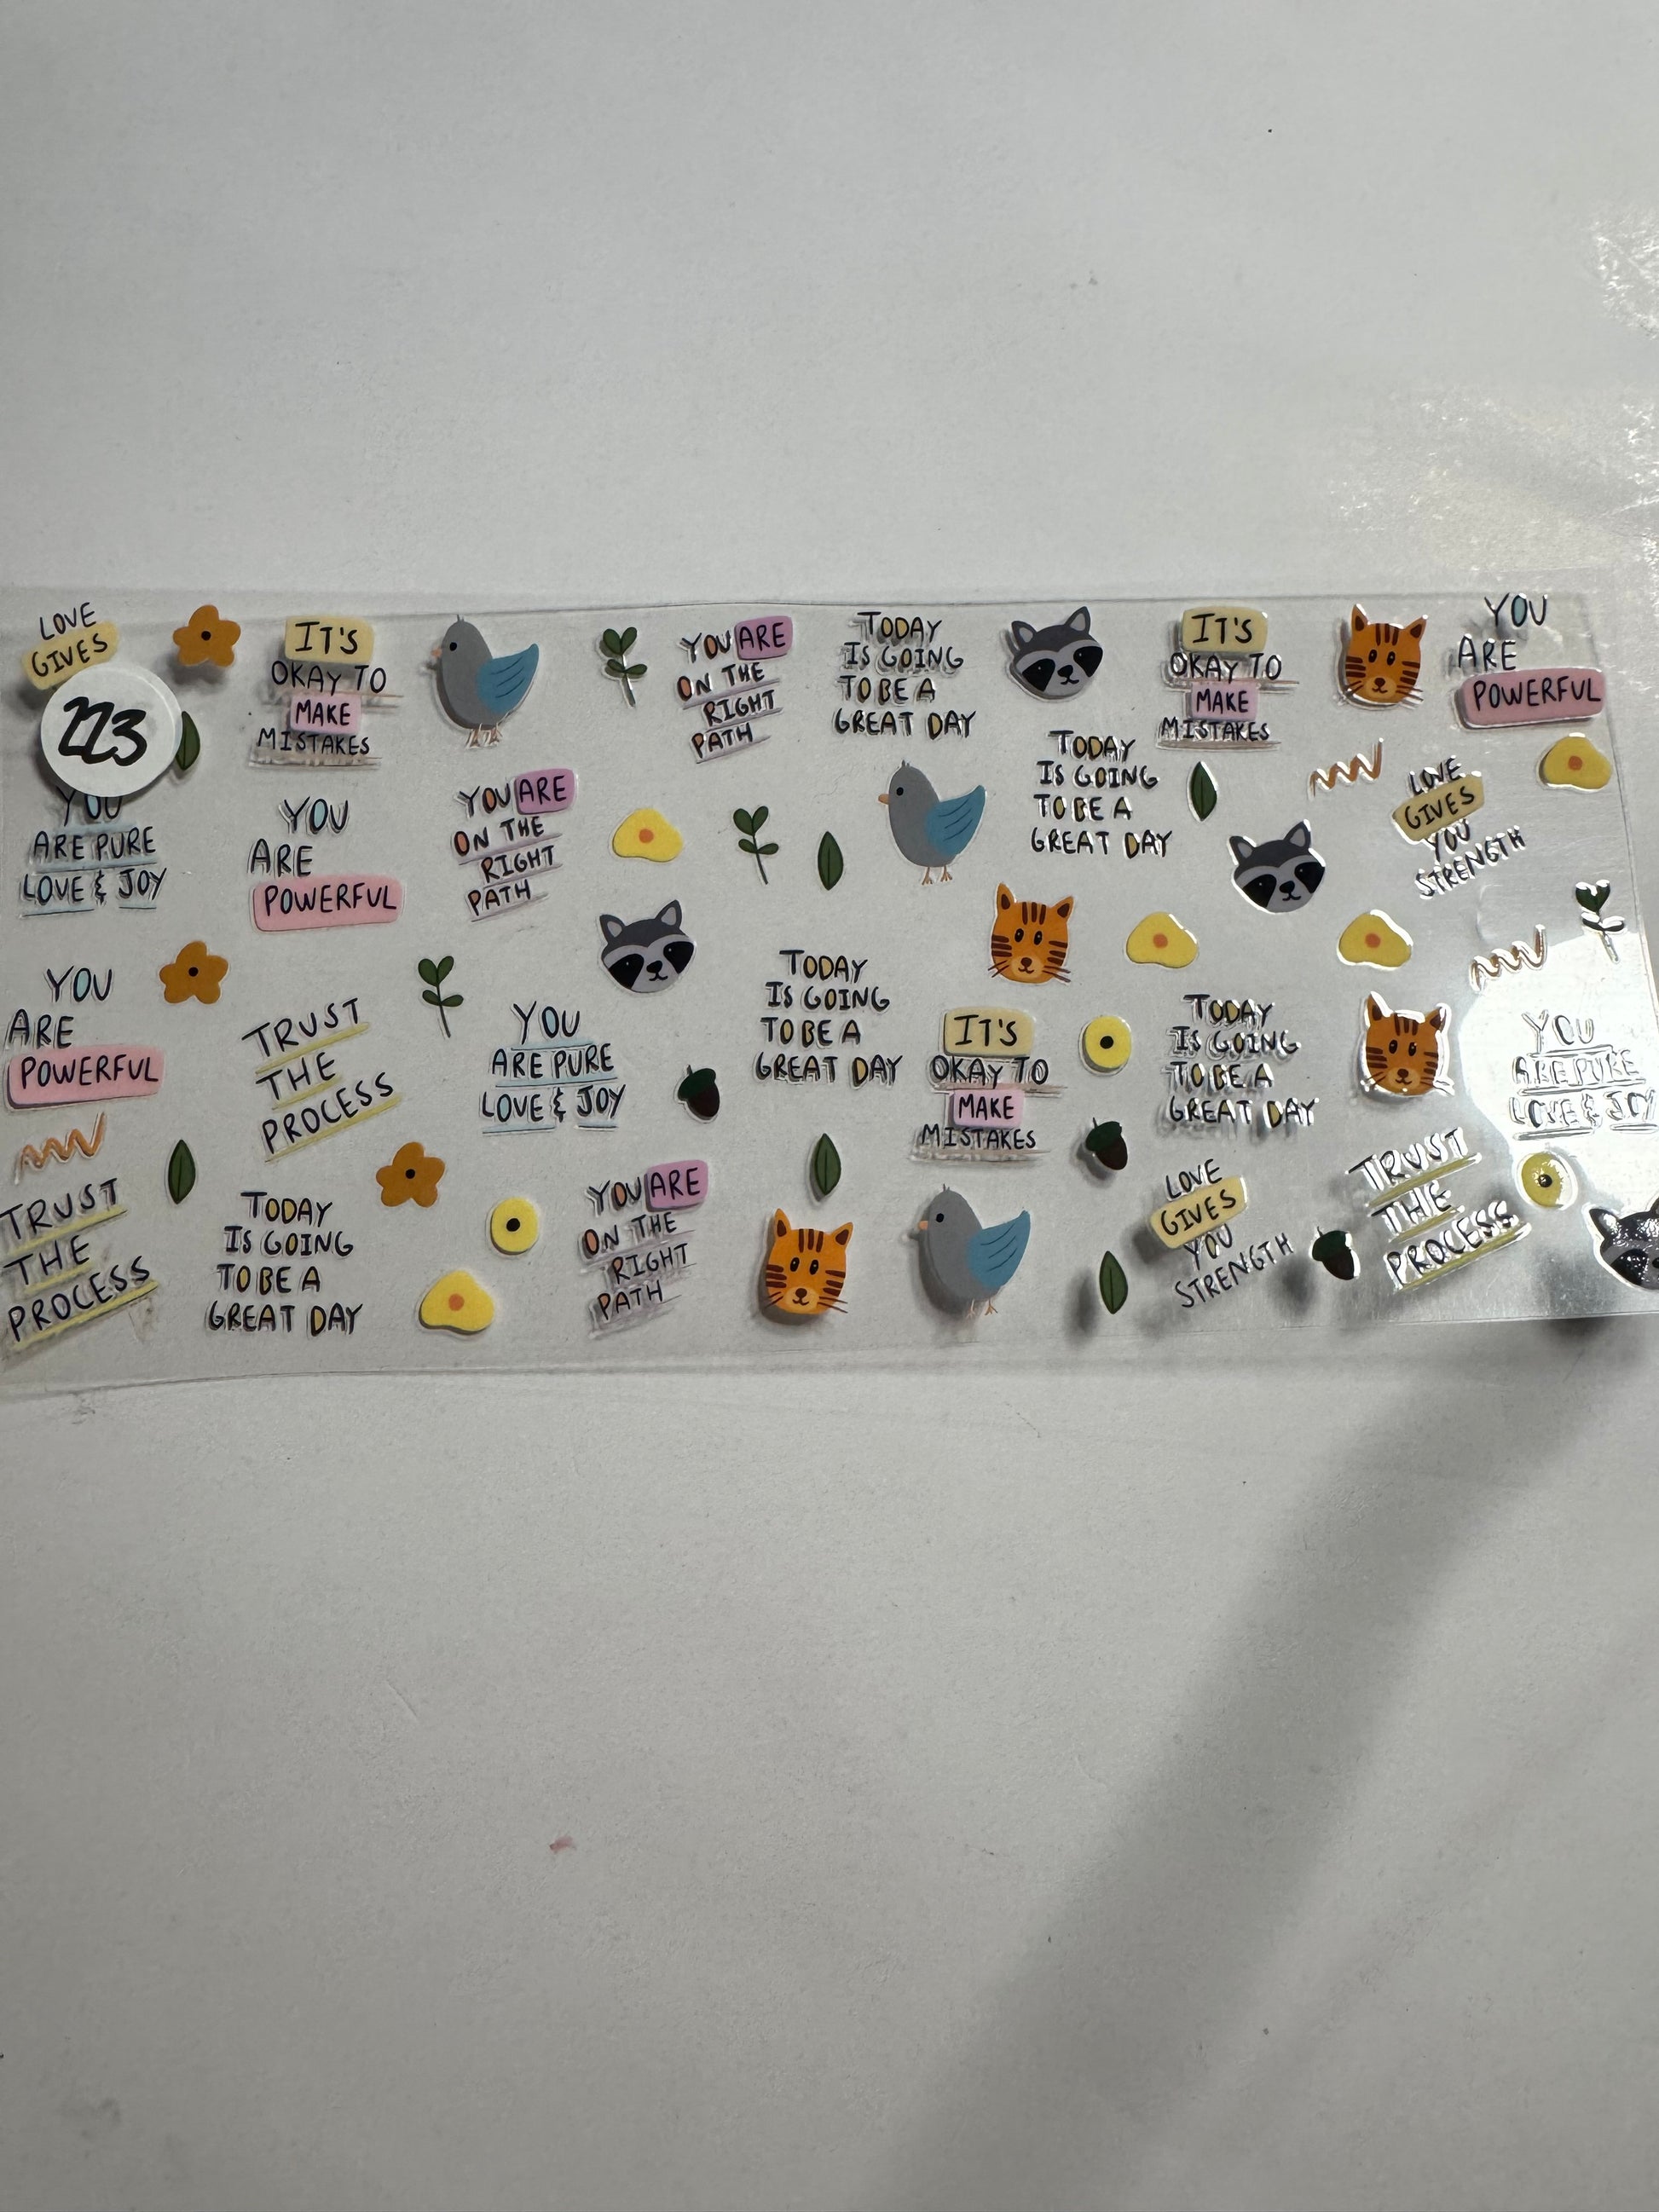 LOVE
GIVES
223
IT'S
OKAY TO
MAKE
MISTAKES
YOU ARE
ON THE
RIGHT
PATH
TODAY
IS GOING
TO BE A
GREAT DAY
IT'S
OKAY TO
MAKE
MISTAKES
YOU
ARE
POWERFUL
YOU
ARE PURE
LOVE & JOY
YOU
ARE
POWERFUL
YOU ARE
ON THE
RIGHT
PATH
TODAY
IS GOING
TO BE A
GREAT DAY
LOVE
GIVES
YOU
STRENGTH
YOU
ARE
POWERFUL
TRUST
THE
PROCESS
YOU
ARE PURE
LOVE & JOY
TODAY
IS GOING
TO BE A
GREAT DAY
IT'S
OKAY TO
MAKE
MISTAKES
TODAY
IS GOING
TO BE A
GREAT DAY
YOU
ARE PURE
LOVE & JOY
TRUST
THE
PROCESS
TODAY
IS GOING
TO BE A
GREAT DAY
YOU ARE
ON THE
RIGHT
PATH
LOVE
GIVES
YOU
STRENGTH
TRUST
THE
PROCESS